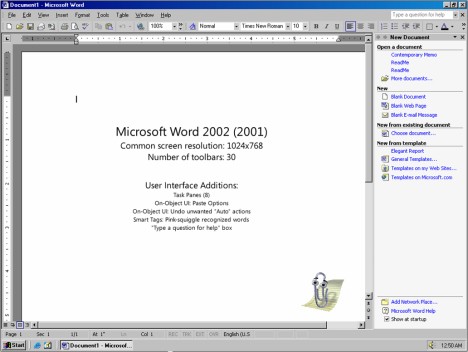 Document1 - Microsoft Word
File Edit View Insert Format Tools Table Window Help
Type a question for help
100%
Normal
Times New Roman
10
B I U
New Document
Open a document
Contemporary Memo
ReadMe
ReadMe
More documents...
New
Blank Document
Blank Web Page
Blank E-mail Message
New from existing document
Choose document...
New from template
Elegant Report
General Templates...
Templates on my Web Sites...
Templates on Microsoft.com
Microsoft Word 2002 (2001)
Common screen resolution: 1024x768
Number of toolbars: 30
User Interface Additions:
Task Panes (8)
On-Object UI: Paste Options
On-Object UI: Undo unwanted "Auto" actions
Smart Tags: Pink-squiggle recognized words
"Type a question for help" box
Add Network Place...
Microsoft Word Help
Show at startup
Page 1 Sec 1 1/1 At 1" Ln 1 Col 1 REC TRK EXT OVR English (U.S
Start
Document1 - Microsof...
12:50 AM